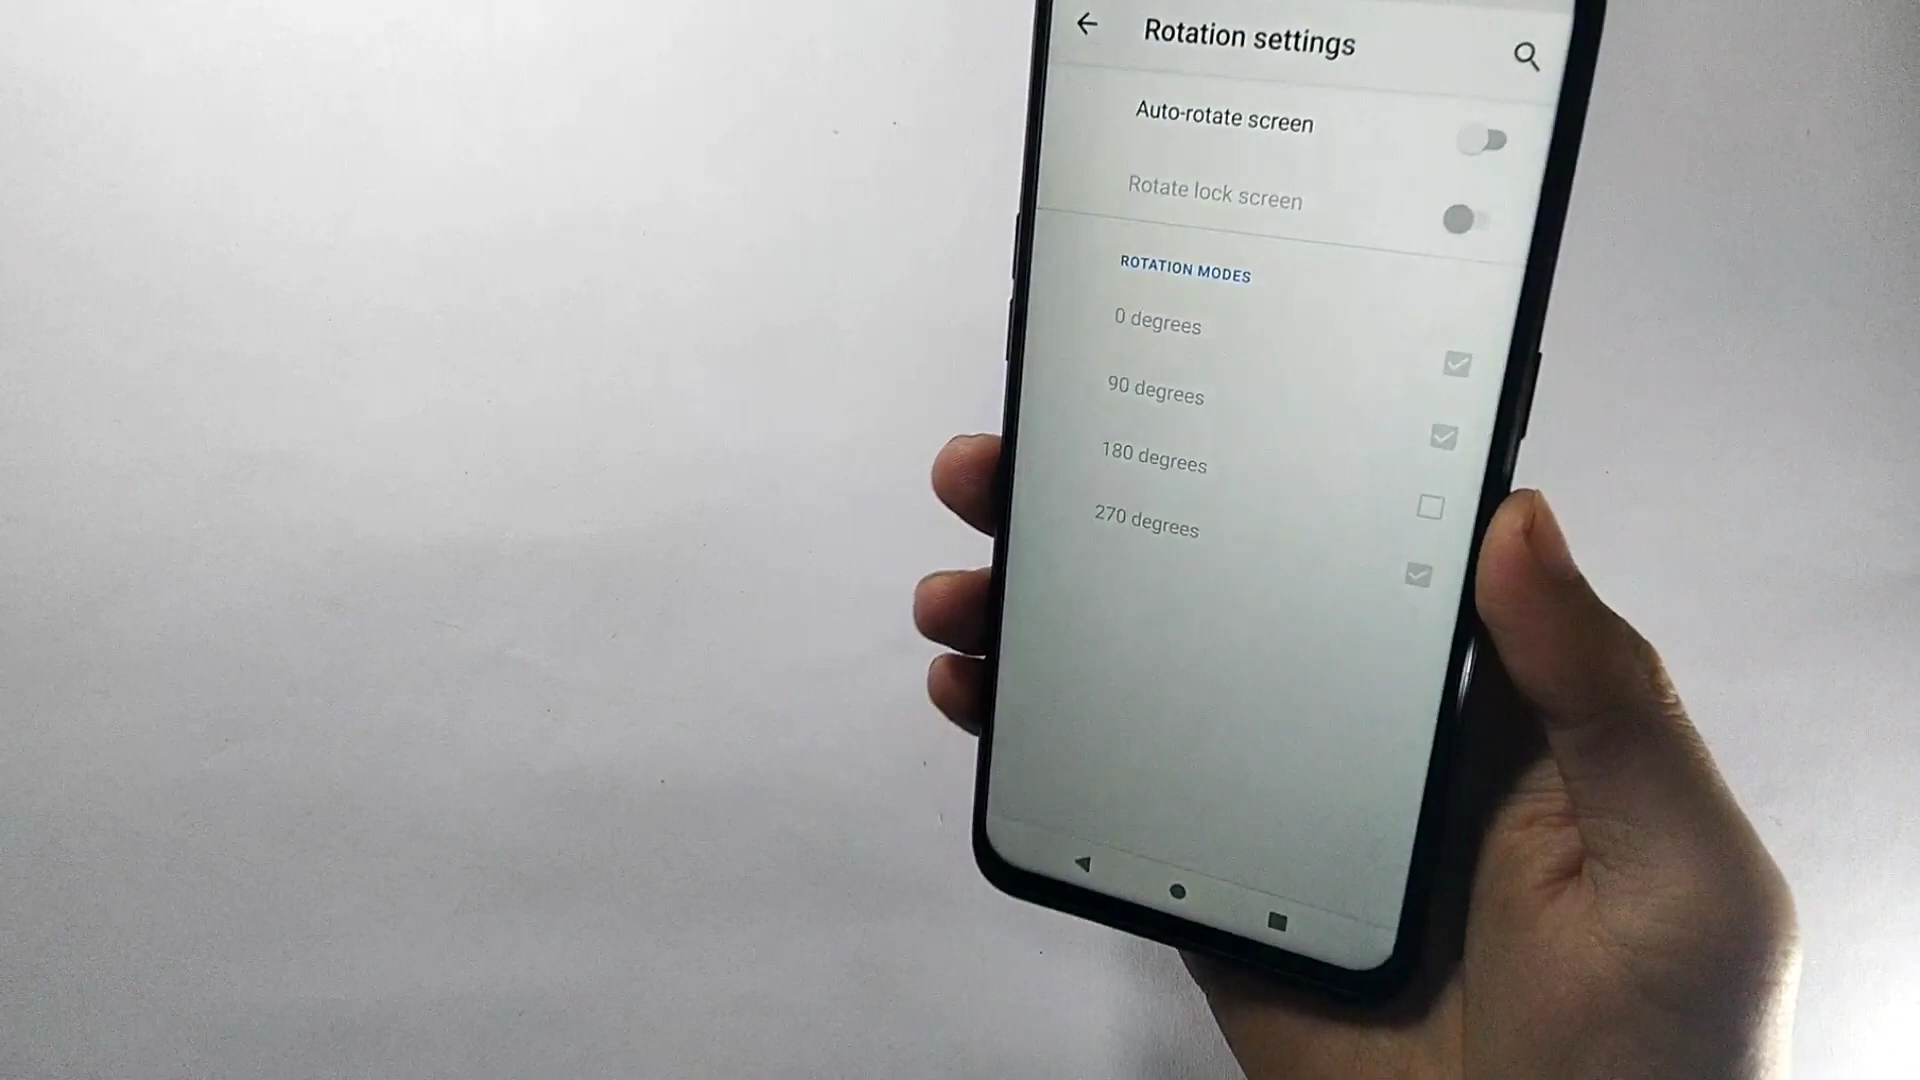 Rotation settings
Auto-rotate screen
Rotate lock screen
ROTATION MODES
0 degrees
90 degrees
180 degrees
270 degrees